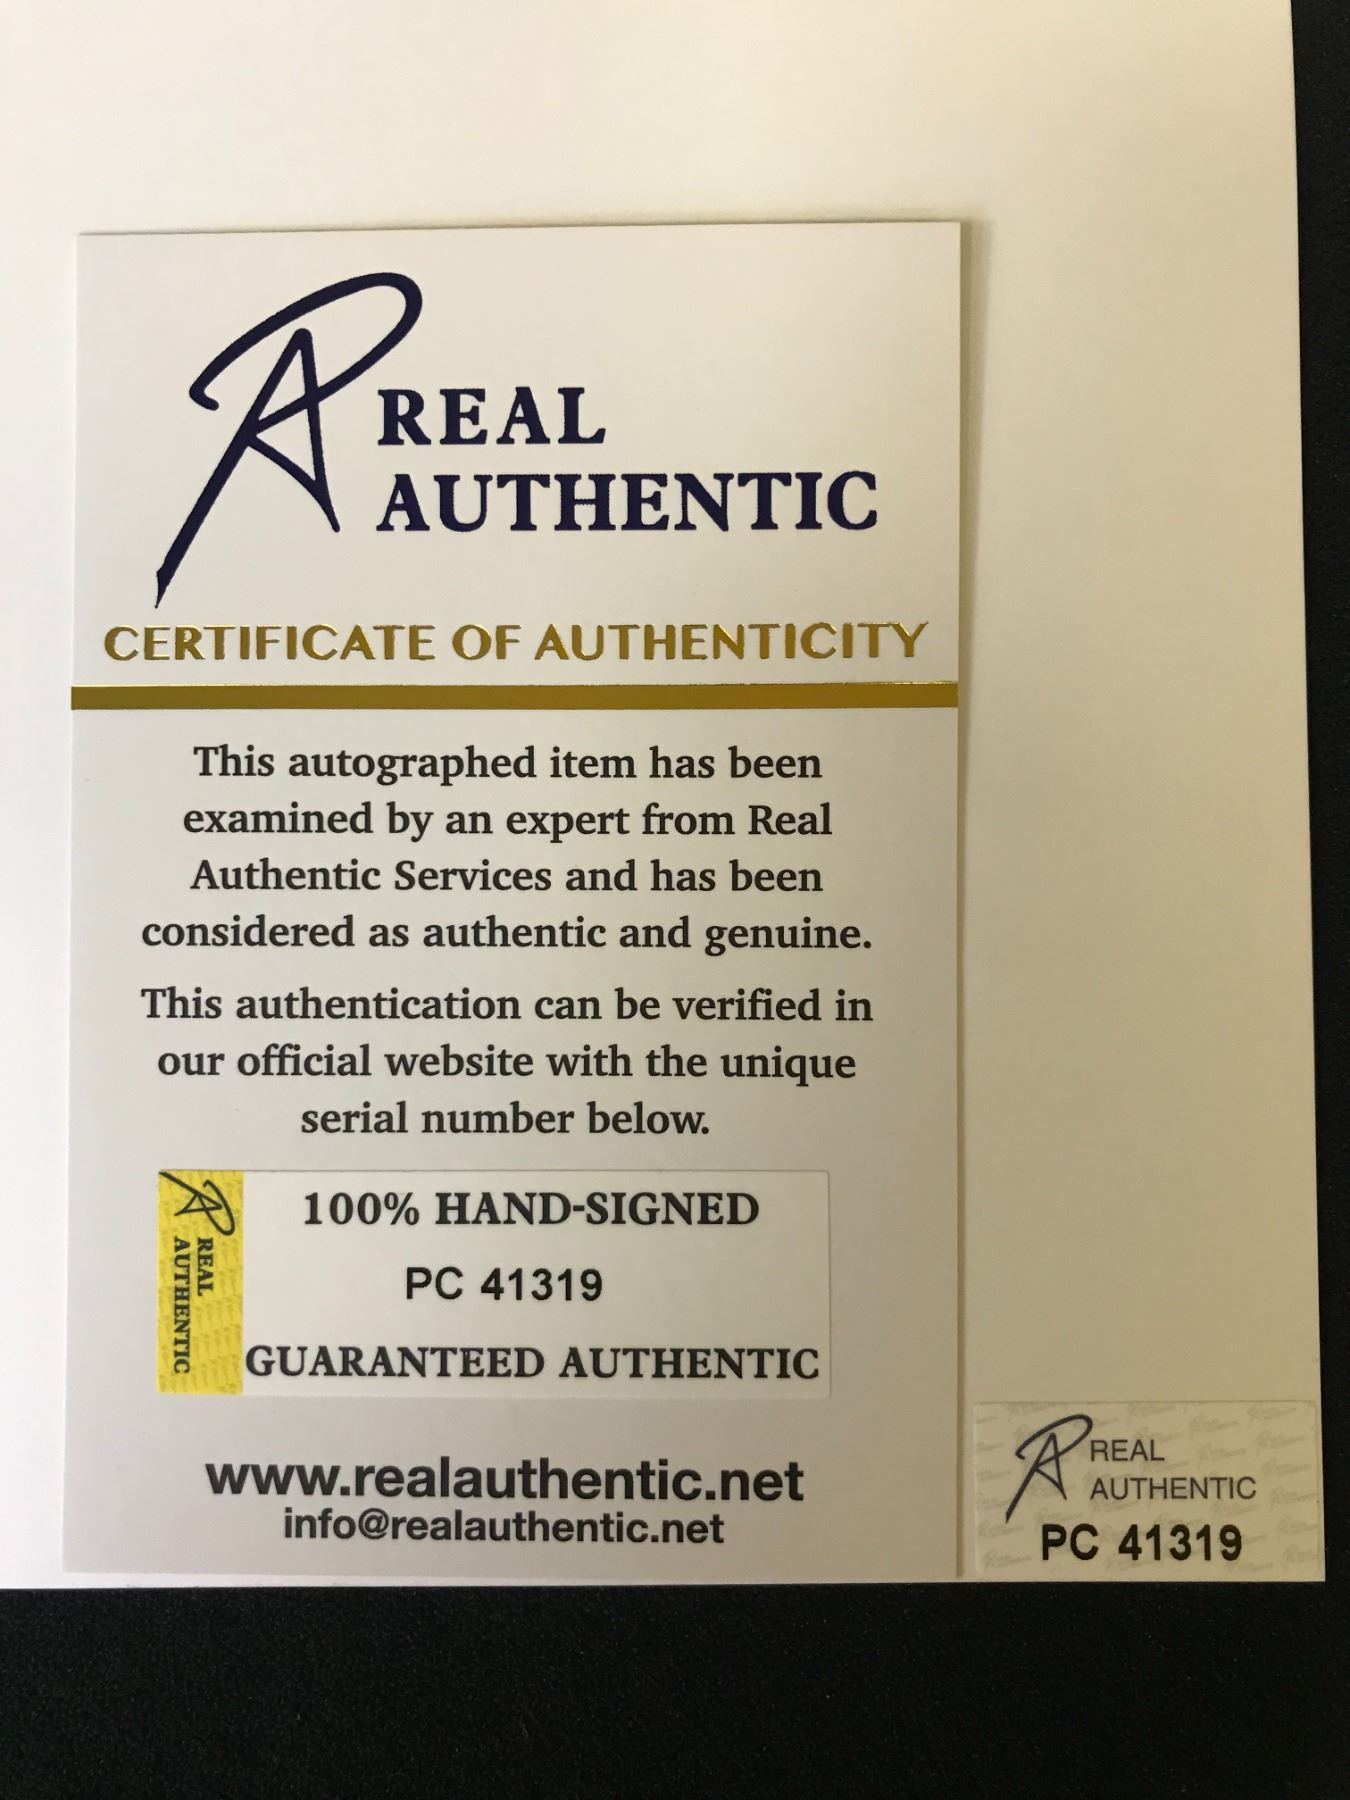 REAL
AUTHENTIC
CERTIFICATE OF AUTHENTICITY
This autographed item has been
examined by an expert from Real
Authentic Services and has been
considered as authentic and genuine.
This authentication can be verified in
our official website with the unique
serial number below.
REAL
AUTHENTIC
100% HAND-SIGNED
PC 41319
GUARANTEED AUTHENTIC
www.realauthentic.net
info@realauthentic.net
REAL
AUTHENTIC
PC 41319